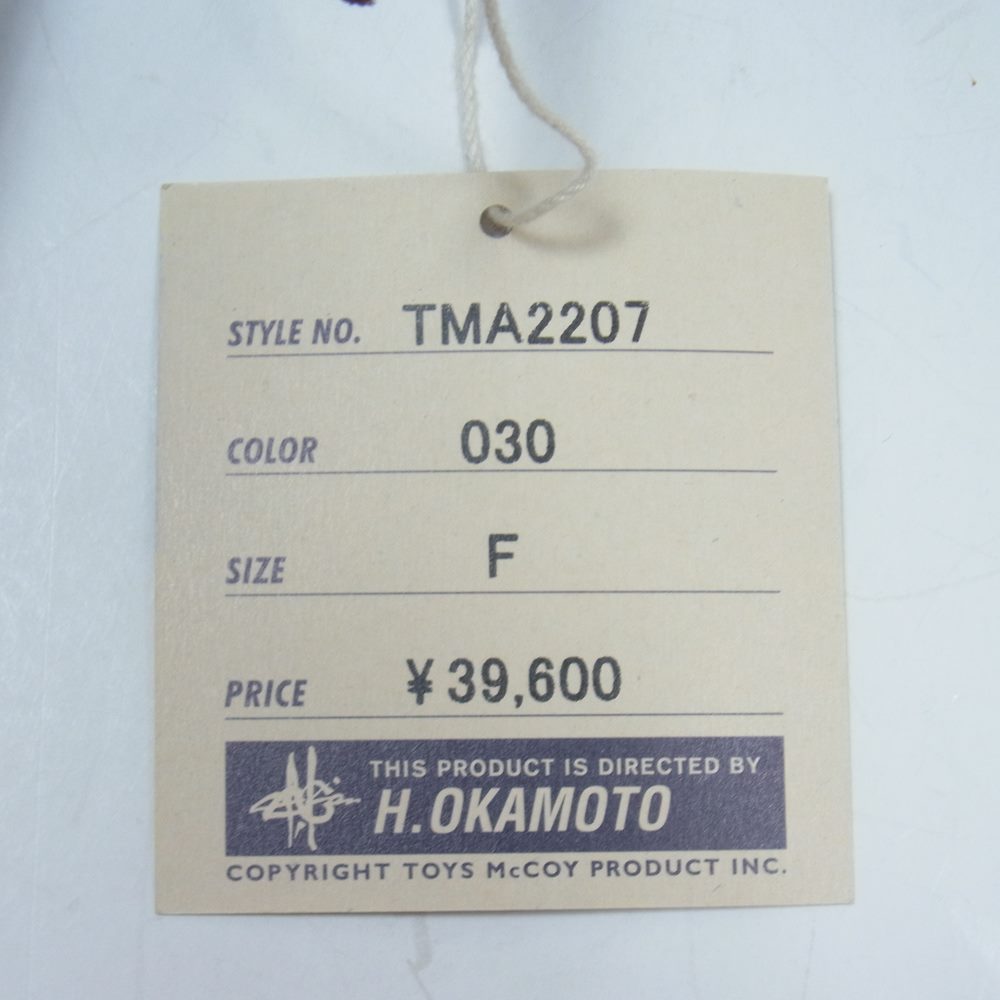 STYLE NO. TMA2207
COLOR 030
SIZE F
PRICE ¥39,600
THIS PRODUCT IS DIRECTED BY
H.OKAMOTO
COPYRIGHT TOYS McCOY PRODUCT INC.